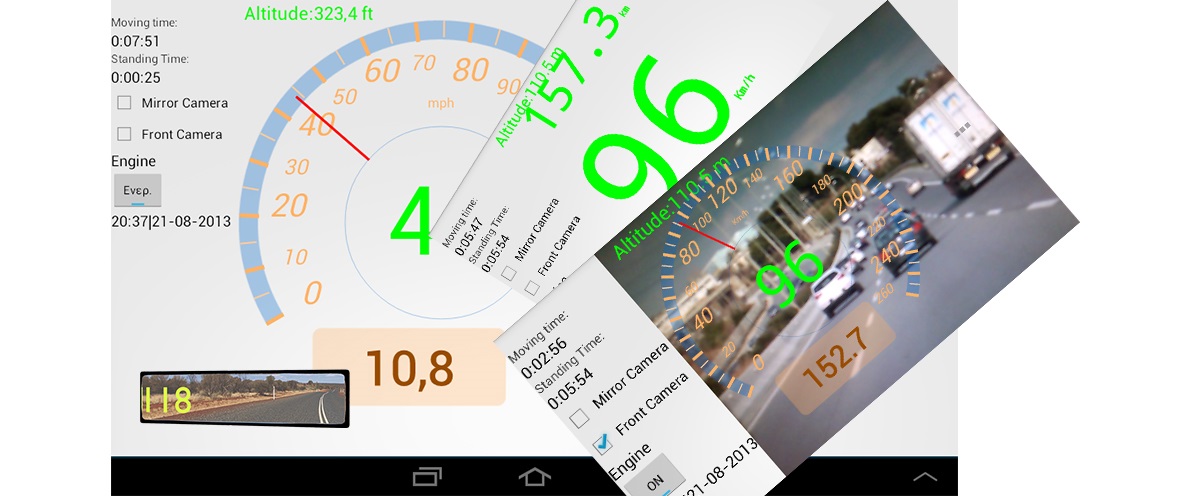 Altitude:323,4 ft
Moving time:
0:07:51
Standing Time:
0:00:25
Mirror Camera
Front Camera
Engine
Ενερ.
20:37|21-08-2013
0
10
20
30
40
50
60
70
80
90
mph
4
10,8
118
Altitude:110.5 m
157.3 km
96 Km/h
Moving time:
0:05:47
Standing Time:
0:05:54
Mirror Camera
Front Camera
Altitude:110.5 m
0
20
40
80
100
120
140
160
180
200
240
260
Km/h
96
152.7
Moving time:
0:02:56
Standing Time:
0:05:54
Mirror Camera
Front Camera
Engine
ON
21-08-2013